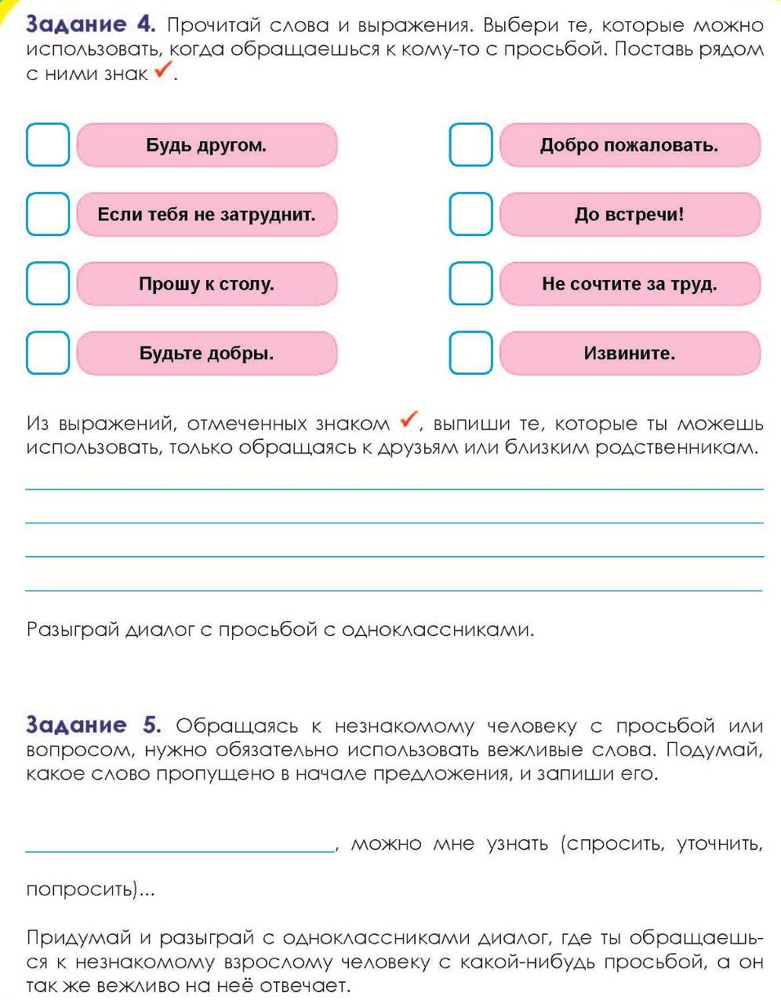 Задание 4. Прочитай слова и выражения. Выбери те, которые можно
использовать, когда обращаешься к кому-то с просьбой. Поставь рядом
с ними знак ✓.
Будь другом.
Добро пожаловать.
Если тебя не затруднит.
До встречи!
Прошу к столу.
Не сочтите за труд.
Будьте добры.
Извините.
Из выражений, отмеченных знаком ✓, выпиши те, которые ты можешь
использовать, только обращаясь к друзьям или близким родственникам.
Разыграй диалог с просьбой с одноклассниками.
Задание 5. Обращаясь к незнакомому человеку с просьбой или
вопросом, нужно обязательно использовать вежливые слова. Подумай,
какое слово пропущено в начале предложения, и запиши его.
, можно мне узнать (спросить, уточнить,
попросить)...
Придумай и разыграй с одноклассниками диалог, где ты обращаешь-
ся к незнакомому взрослому человеку с какой-нибудь просьбой, а он
так же вежливо на неё отвечает.